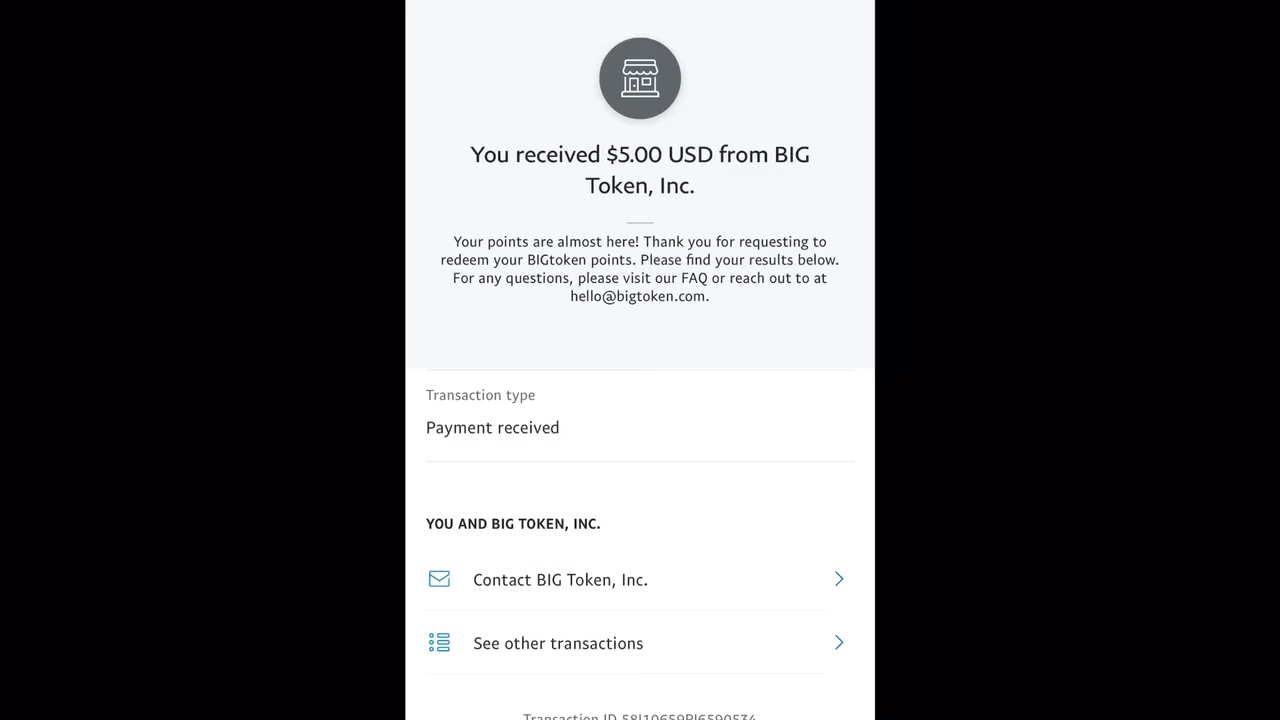 You received $5.00 USD from BIG
Token, Inc.
Your points are almost here! Thank you for requesting to
redeem your BIGtoken points. Please find your results below.
For any questions, please visit our FAQ or reach out to at
hello@bigtoken.com.
Transaction type
Payment received
YOU AND BIG TOKEN, INC.
Contact BIG Token, Inc.
See other transactions
Transaction ID